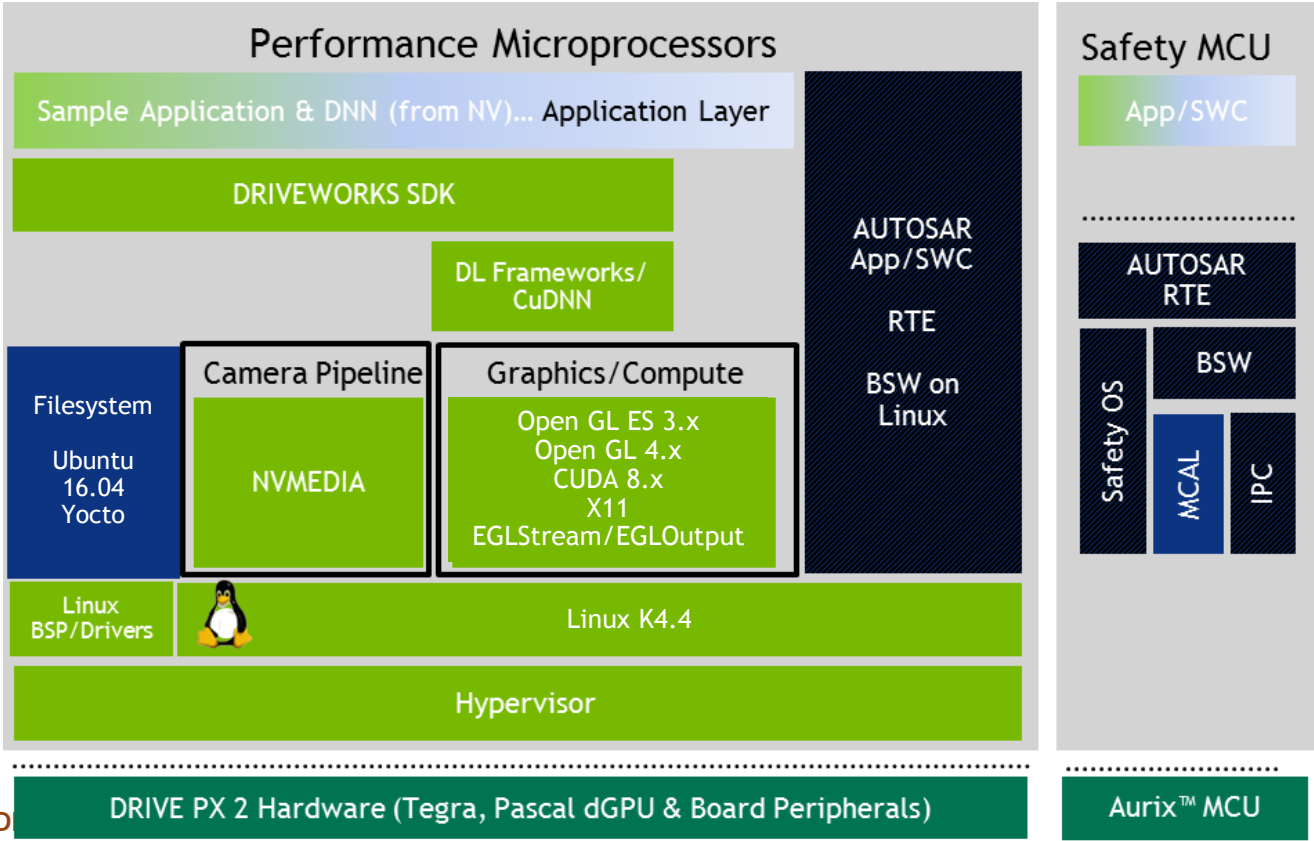 Performance Microprocessors
Sample Application & DNN (from NV)... Application Layer
DRIVEWORKS SDK
DL Frameworks/
CuDNN
Filesystem
Ubuntu
16.04
Yocto
Camera Pipeline
NVMEDIA
Graphics/Compute
Open GL ES 3.x
Open GL 4.x
CUDA 8.x
X11
EGLStream/EGLOutput
AUTOSAR
App/SWC
RTE
BSW on
Linux
Linux
BSP/Drivers
Linux K4.4
Hypervisor
DRIVE PX 2 Hardware (Tegra, Pascal dGPU & Board Peripherals)
Safety MCU
App/SWC
AUTOSAR
RTE
Safety OS
BSW
MCAL
IPC
Aurix™ MCU